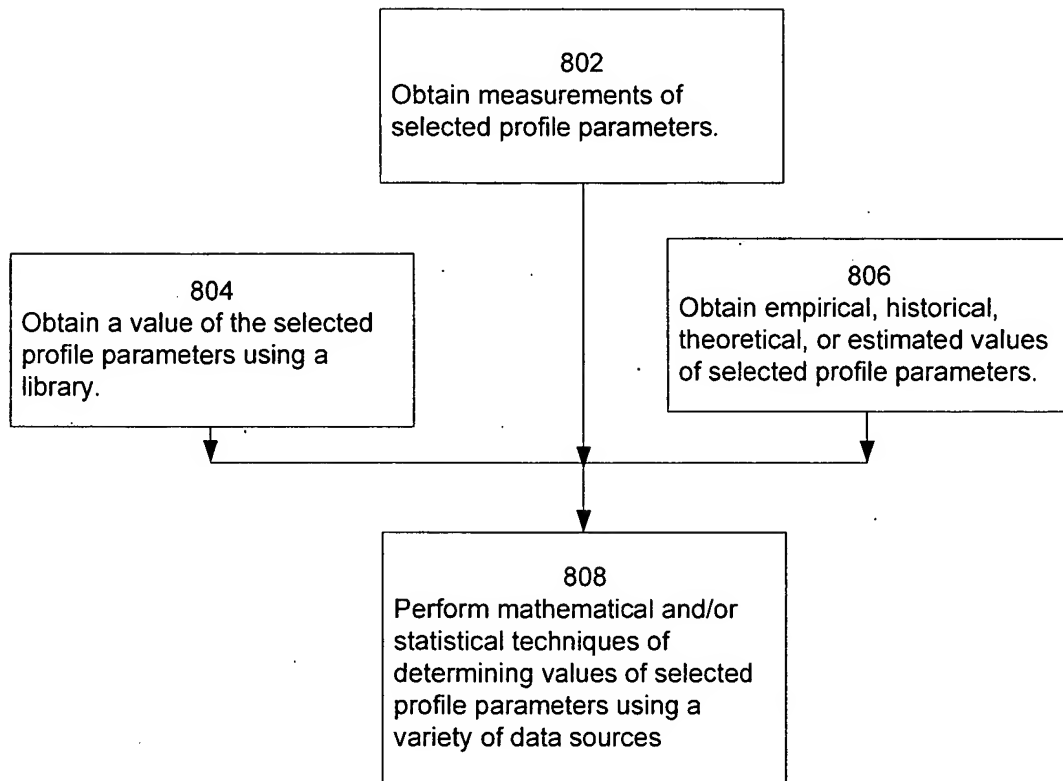 802
Obtain measurements of
selected profile parameters.
804
Obtain a value of the selected
profile parameters using a
library.
806
Obtain empirical, historical,
theoretical, or estimated values
of selected profile parameters.
808
Perform mathematical and/or
statistical techniques of
determining values of selected
profile parameters using a
variety of data sources